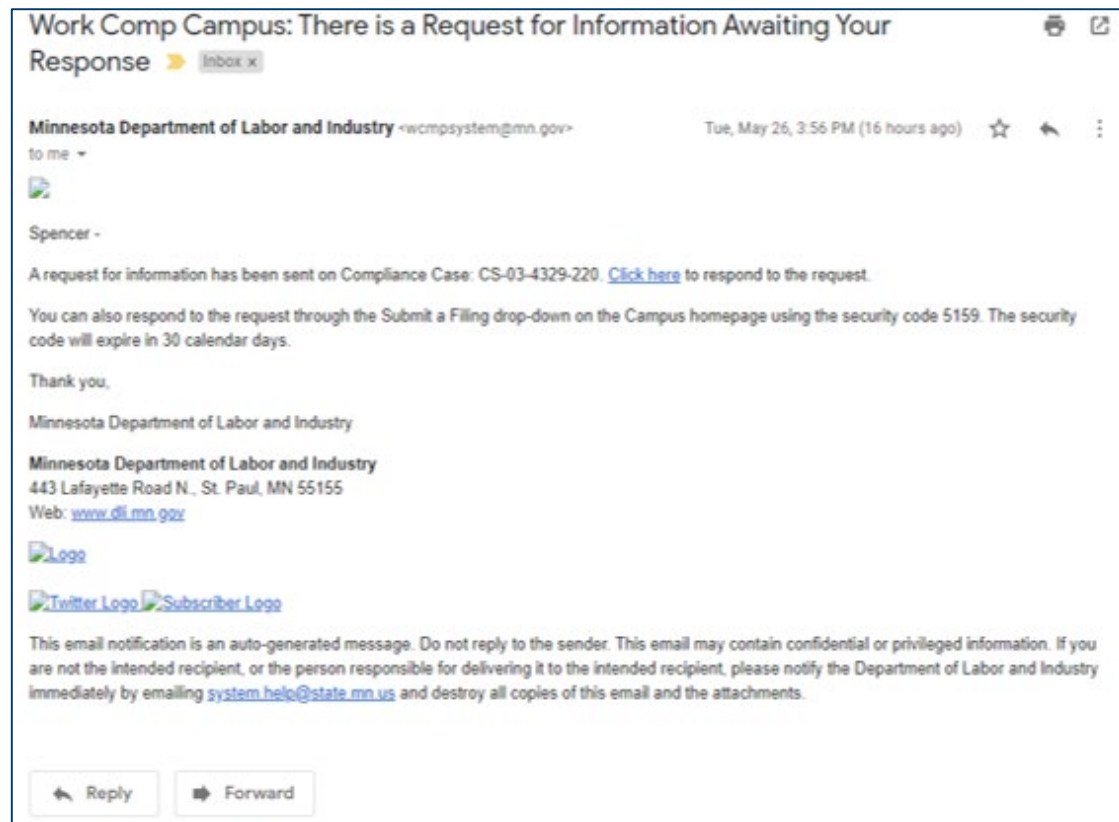 Work Comp Campus: There is a Request for Information Awaiting Your
Response Inbox x
Minnesota Department of Labor and Industry <wcmpsystem@mn.gov> Tue, May 26, 3:56 PM (16 hours ago)
to me
Spencer -
A request for information has been sent on Compliance Case: CS-03-4329-220. Click here to respond to the request.
You can also respond to the request through the Submit a Filing drop-down on the Campus homepage using the security code 5159. The security
code will expire in 30 calendar days.
Thank you,
Minnesota Department of Labor and Industry
Minnesota Department of Labor and Industry
443 Lafayette Road N., St. Paul, MN 55155
Web: www.dli.mn.gov
Logo
Twitter Logo Subscriber Logo
This email notification is an auto-generated message. Do not reply to the sender. This email may contain confidential or privileged information. If you
are not the intended recipient, or the person responsible for delivering it to the intended recipient, please notify the Department of Labor and Industry
immediately by emailing system.help@state.mn.us and destroy all copies of this email and the attachments.
Reply Forward